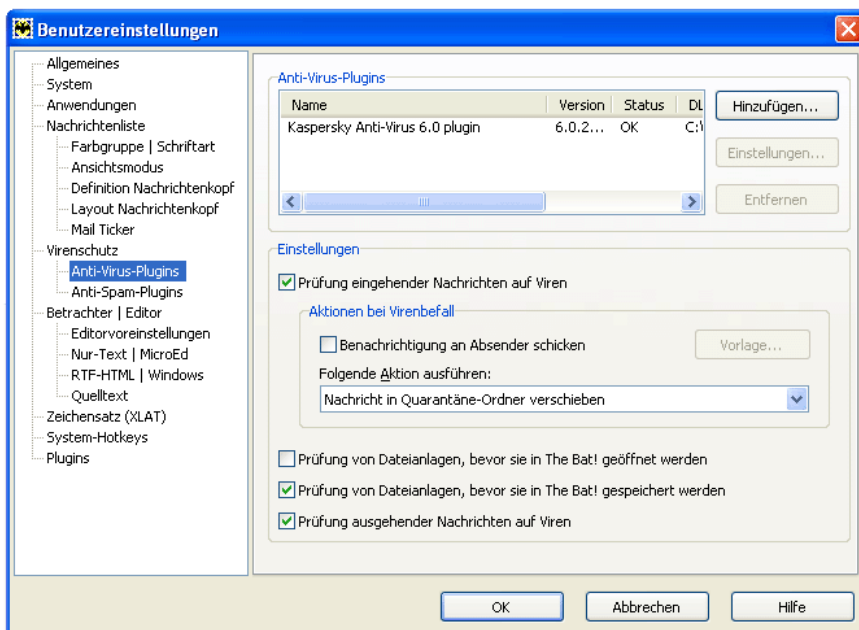 Benutzereinstellungen
Allgemeines
System
Anwendungen
Nachrichtenliste
Farbgruppe | Schriftart
Ansichtsmodus
Definition Nachrichtenkopf
Layout Nachrichtenkopf
Mail Ticker
Virenschutz
Anti-Virus-Plugins
Anti-Spam-Plugins
Betrachter | Editor
Editorvoreinstellungen
Nur-Text | MicroEd
RTF-HTML | Windows
Quelltext
Zeichensatz (XLAT)
System-Hotkeys
Plugins
Anti-Virus-Plugins
Name Version Status DL
Kaspersky Anti-Virus 6.0 plugin 6.0.2... OK C:\
Hinzufügen...
Einstellungen...
Entfernen
Einstellungen
Prüfung eingehender Nachrichten auf Viren
Aktionen bei Virenbefall
Benachrichtigung an Absender schicken
Vorlage...
Folgende Aktion ausführen:
Nachricht in Quarantäne-Ordner verschieben
Prüfung von Dateianlagen, bevor sie in The Bat! geöffnet werden
Prüfung von Dateianlagen, bevor sie in The Bat! gespeichert werden
Prüfung ausgehender Nachrichten auf Viren
OK
Abbrechen
Hilfe